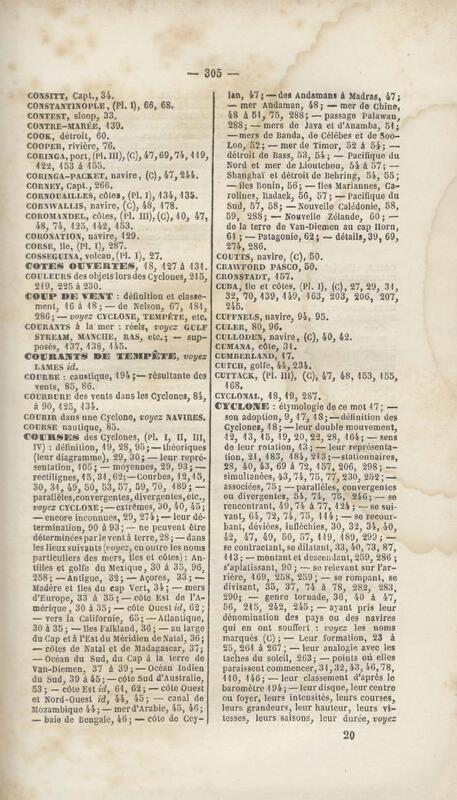 — 305 —
CONSITT, Capt., 34.
CONSTANTINOPLE, (Pl. I), 66, 68.
CONTEST, sloop, 33.
CONTRE-MARÉE, 139.
COOK, détroit, 60.
COOPER, rivière, 76.
CORINGA, port, (Pl. III), (C), 47, 69, 74, 119,
122, 153 à 155.
CORINGA-PACKET, navire, (C), 47, 244.
CORNEY, Capt., 266.
CORNOUAILLES, côtes, (Pl. I), 134, 135.
CORNWALLIS, navire, (C), 48, 178.
COROMANDEL, côtes, (Pl. III), (C), 10, 47,
48, 74, 125, 142, 153.
CORONATION, navire, 129.
CORSE, île, (Pl. I), 287.
COSSEGUINA, volcan, (Pl. I), 27.
COTES OUVERTES, 18, 127 à 131.
COULEURS des objets lors des Cyclones, 215,
219, 225 à 230.
COUP DE VENT : définition et classe-
ment, 16 à 18; — de Nelson, 67, 184,
286; — voyez CYCLONE, TEMPÊTE, etc.
COURANTS à la mer : réels, voyez GULF
STREAM, MANCHE, RAS, etc.; — sup-
posés, 137, 138, 145.
COURANTS DE TEMPÊTE, voyez
LAMES id.
COURBE : caustique, 194; — résultante des
vents, 85, 86.
COURBURE des vents dans les Cyclones, 84,
à 90, 125, 134.
COURIR dans une Cyclone, voyez NAVIRES.
COURSE nautique, 85.
COURSES des Cyclones, (Pl. I, II, III,
IV) : définition, 19, 28, 95; — théoriques
(leur diagramme), 29, 30; — leur repré-
sentation, 105; — moyennes, 29, 93; —
rectilignes, 15, 31, 62; — Courbes, 12, 15,
30, 31, 49, 50, 53, 57, 59, 70, 189; —
parallèles, convergentes, divergentes, etc.,
voyez CYCLONE; — extrêmes, 30, 40, 45;
— encore inconnues, 29, 274; — leur dé-
termination, 90 à 93; — ne peuvent être
déterminées par le vent à terre, 28; — dans
les lieux suivants (voyez, en outre les noms
particuliers des mers, îles et côtes) : An-
tilles et golfe du Mexique, 30 à 35, 96,
258; — Antigue, 32; — Açores, 33; —
Madère et îles du cap Vert, 34; — mers
d'Europe, 33 à 35; — côte Est de l'A-
mérique, 30 à 35; — côte Ouest id, 62;
— vers la Californie, 65; — Atlantique,
30 à 35; — îles Falkland, 36; — au large
du Cap et à l'Est du Méridien de Natal, 36;
— côtes de Natal et de Madagascar, 37;
— Océan du Sud, du Cap à la terre de
Van-Diemen, 37 à 39; — Océan Indien
du Sud, 39 à 45; — côte Sud d'Australie,
53; — côte Est id, 61, 62; — côte Ouest
et Nord-Ouest id, 44, 45; — canal de
Mozambique 44; — mer d'Arabie, 45, 46;
— baie de Bengale, 46; — côte de Cey-
lan, 47; — des Andamans à Madras, 47;
— mer Andaman, 48; — mer de Chine,
48 à 51, 75, 288; — passage Palawan,
288; — mers de Java et d'Anamba, 51;
— mers de Banda, de Célèbes et de Soo-
Loo, 52; — mer de Timor, 52 à 54; —
détroit de Bass, 53, 54; — Pacifique du
Nord et mer de Lioutchou, 54 à 57; —
Shanghaï et détroit de Behring, 54, 55;
— îles Bonin, 56; — îles Mariannes, Ca-
rolines, Radack, 56, 57; — Pacifique du
Sud, 57, 58; — Nouvelle Calédonie, 58,
59, 288; — Nouvelle Zélande, 60; —
de la terre de Van-Diemen au cap Horn,
61; — Patagonie, 62; — détails, 39, 69,
274, 286.
COUTTS, navire, (C), 50.
CRAWFORD PASCO, 50.
CRONSTADT, 457.
CUBA, île et côtes, (Pl. I), (C), 27, 29, 31,
32, 70, 139, 149, 163, 203, 206, 207,
245.
CUFFNELS, navire, 94, 95.
CULER, 80, 96.
CULLODEN, navire, (C), 40, 42.
CUMANA, côte, 31.
CUMBERLAND, 17.
CUTCH, golfe, 44, 234.
CUTTACK, (Pl. III), (C), 47, 48, 153, 155,
168.
CYCLONAL, 18, 19, 287.
CYCLONE : étymologie de ce mot 17; —
son adoption, 9, 17, 18; — définition des
Cyclones, 18; — leur double mouvement,
12, 13, 15, 19, 20, 22, 28, 164; — sens
de leur rotation, 13; — leur représenta-
tion, 21, 183, 184, 213; — stationnaires,
28, 40, 43, 69 à 72, 157, 206, 298; —
simultanées, 43, 74, 75, 77, 230, 252; —
associées, 75; — parallèles, convergentes
ou divergentes, 54, 74, 75, 246; — se
rencontrant, 49, 74 à 77, 124; — se sui-
vant, 64, 72, 74, 75, 114; — se recour-
bant, déviées, infléchies, 30, 32, 34, 40,
42, 47, 49, 50, 57, 119, 189, 299; —
se contractant, se dilatant, 33, 40, 73, 87,
113; — montant et descendant, 259, 286;
s'aplatissant, 90; — se relevant sur l'ar-
rière, 169, 258, 259; — se rompant, se
divisant, 35, 37, 74 à 78, 282, 283,
290; — genre tornade, 36, 40 à 47,
56, 215, 242, 245; — ayant pris leur
dénomination des pays ou des navires
qui en ont souffert : voyez les noms
marqués (C); — Leur formation, 23 à
25, 261 à 267; — leur analogie avec les
taches du soleil, 263; — points où elles
paraissent commencer, 31, 32, 43, 46, 78,
110, 146; — leur classement d'après le
baromètre 194; — leur disque, leur centre
ou foyer, leurs intensités, leurs courses,
leurs grandeurs, leur hauteur, leurs vi-
tesses, leurs saisons, leur durée, voyez
20